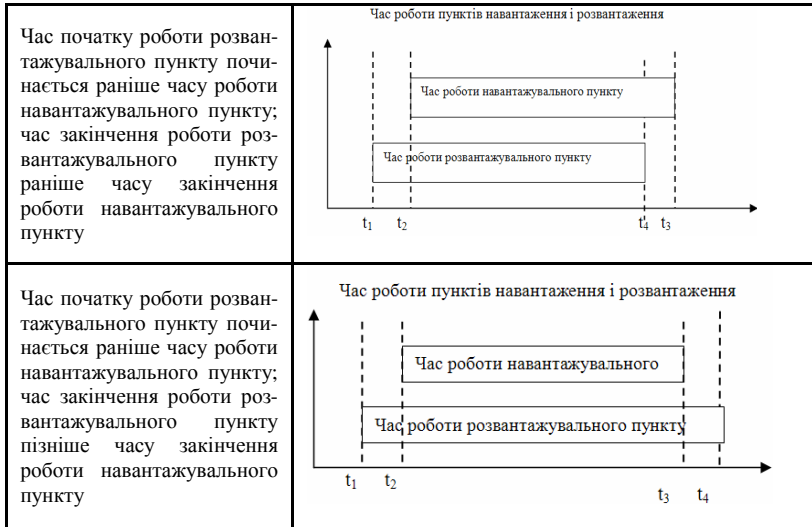 Час початку роботи розван-
тажувального пункту почи-
нається раніше часу роботи
навантажувального пункту;
час закінчення роботи роз-
вантажувального пункту
раніше часу закінчення
роботи навантажувального
пункту
Час роботи пунктів навантаження і розвантаження
Час роботи навантажувального пункту
Час роботи розвантажувального пункту
t1 t2 t4 t3
Час початку роботи розван-
тажувального пункту почи-
нається раніше часу роботи
навантажувального пункту;
час закінчення роботи роз-
вантажувального пункту
пізніше часу закінчення
роботи навантажувального
пункту
Час роботи пунктів навантаження і розвантаження
Час роботи навантажувального
Час роботи розвантажувального пункту
t1 t2 t3 t4